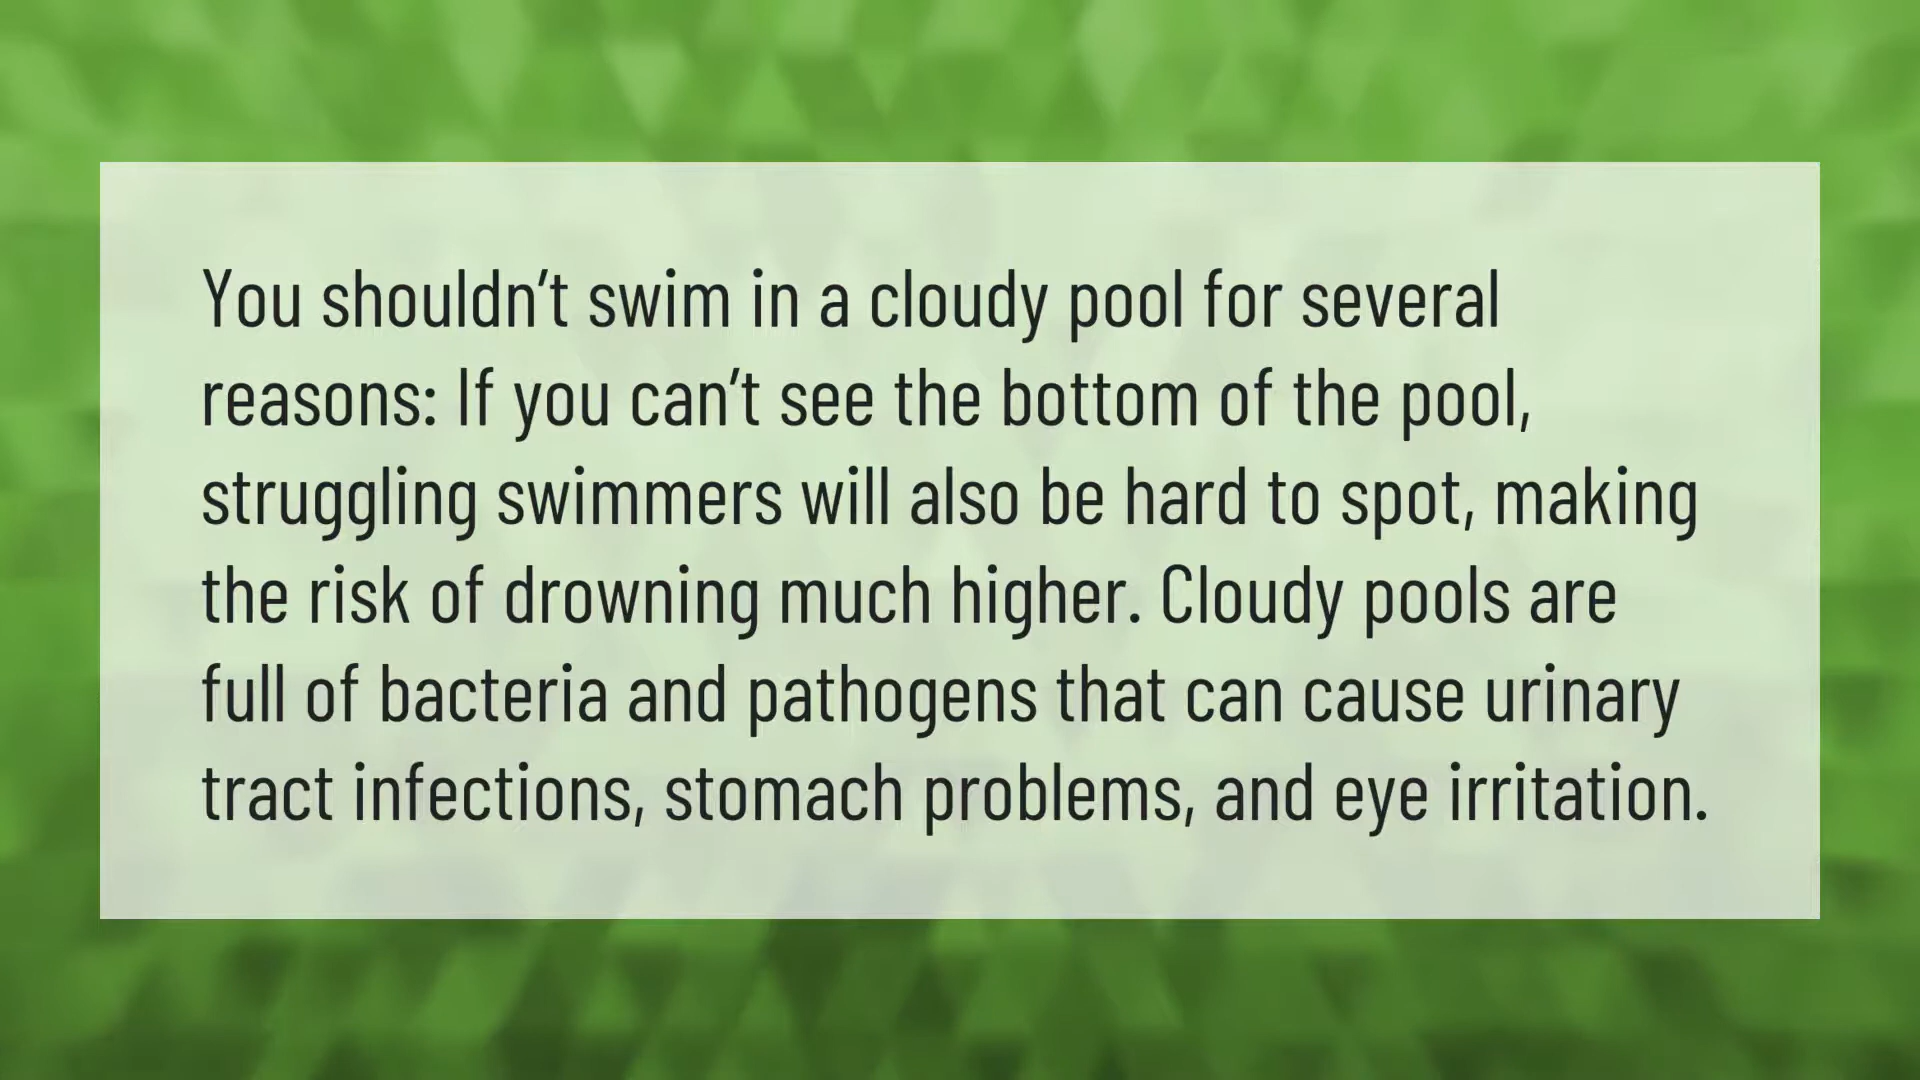 You shouldn’t swim in a cloudy pool for several
reasons: If you can’t see the bottom of the pool,
struggling swimmers will also be hard to spot, making
the risk of drowning much higher. Cloudy pools are
full of bacteria and pathogens that can cause urinary
tract infections, stomach problems, and eye irritation.